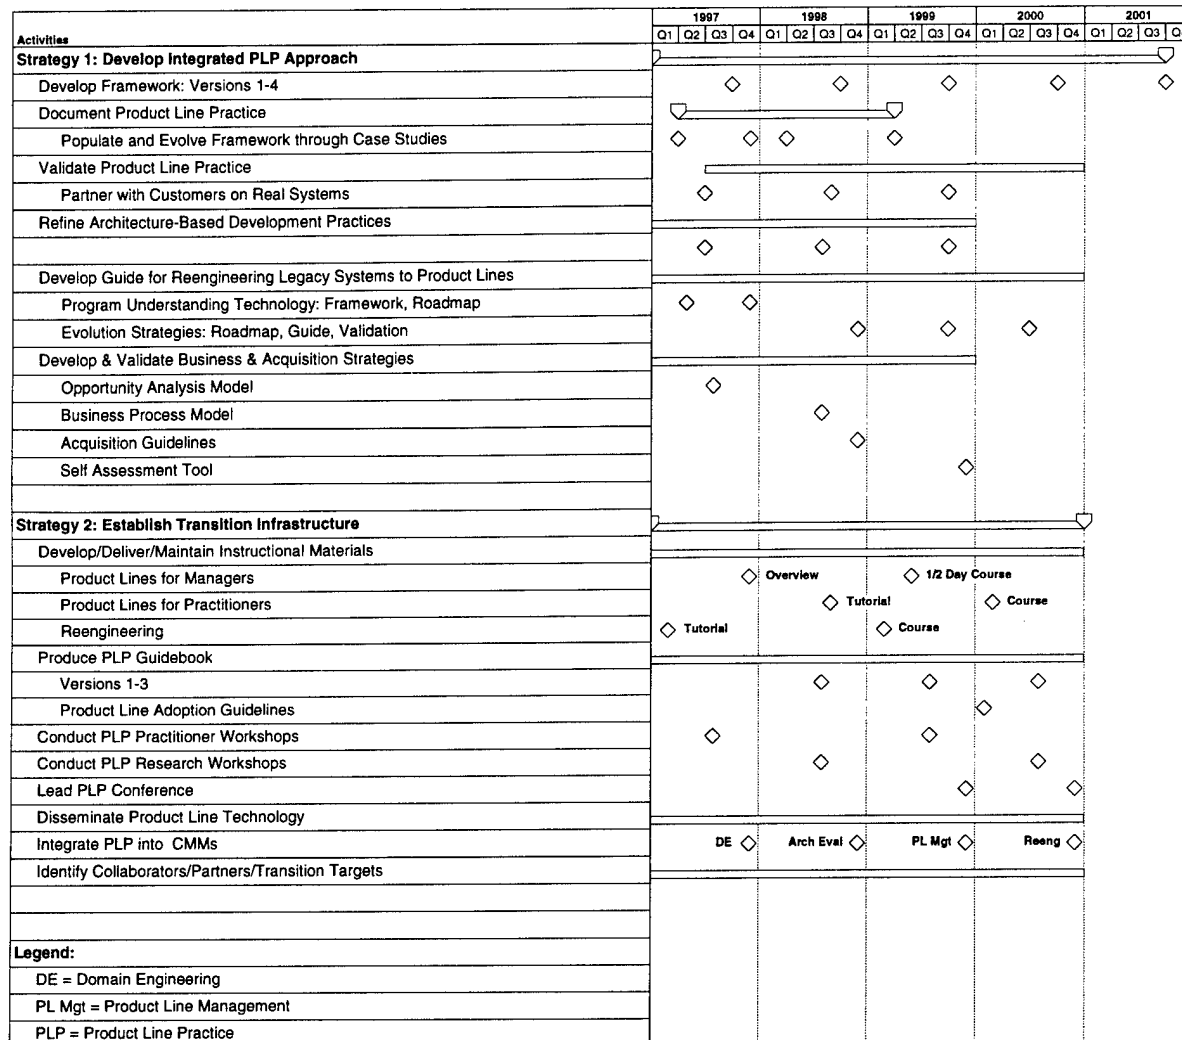 1997 1998 1999 2000 2001
Activities Q1 Q2 Q3 Q4 Q1 Q2 Q3 Q4 Q1 Q2 Q3 Q4 Q1 Q2 Q3 Q4 Q1 Q2 Q3 Q
Strategy 1: Develop Integrated PLP Approach
Develop Framework: Versions 1-4
Document Product Line Practice
Populate and Evolve Framework through Case Studies
Validate Product Line Practice
Partner with Customers on Real Systems
Refine Architecture-Based Development Practices
Develop Guide for Reengineering Legacy Systems to Product Lines
Program Understanding Technology: Framework, Roadmap
Evolution Strategies: Roadmap, Guide, Validation
Develop & Validate Business & Acquisition Strategies
Opportunity Analysis Model
Business Process Model
Acquisition Guidelines
Self Assessment Tool
Strategy 2: Establish Transition Infrastructure
Develop/Deliver/Maintain Instructional Materials
Product Lines for Managers Overview 1/2 Day Course
Product Lines for Practitioners Tutorial Course
Reengineering Tutorial Course
Produce PLP Guidebook
Versions 1-3
Product Line Adoption Guidelines
Conduct PLP Practitioner Workshops
Conduct PLP Research Workshops
Lead PLP Conference
Disseminate Product Line Technology
Integrate PLP into CMMs DE Arch Eval PL Mgt Reeng
Identify Collaborators/Partners/Transition Targets
Legend:
DE = Domain Engineering
PL Mgt = Product Line Management
PLP = Product Line Practice